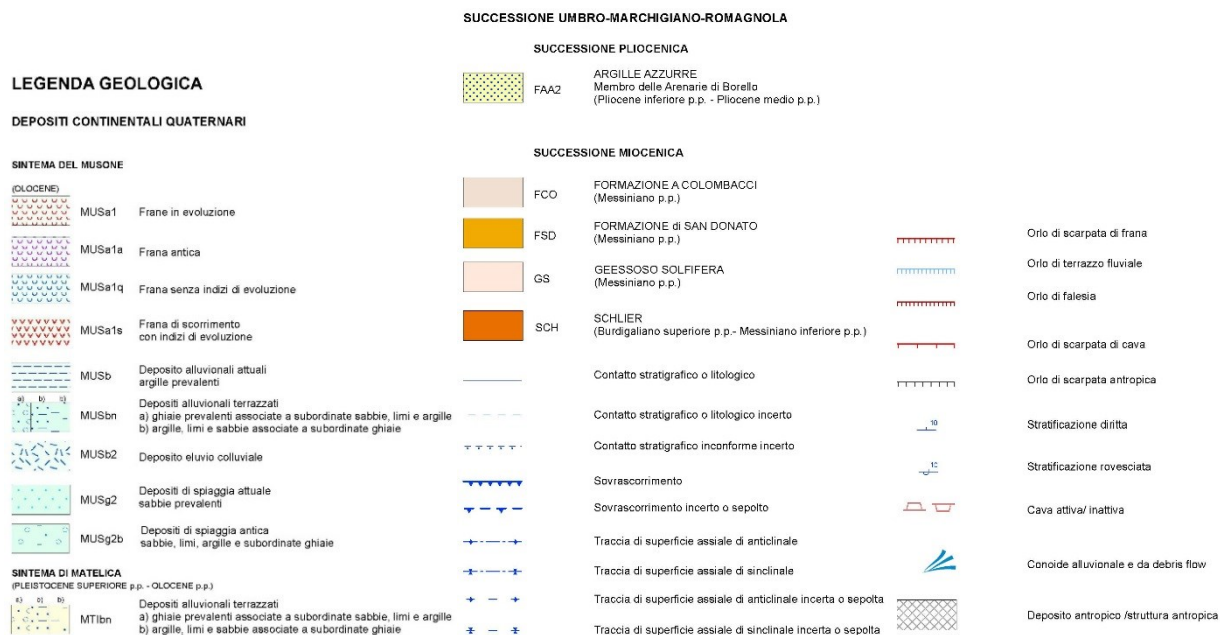 LEGENDA GEOLOGICA
DEPOSITI CONTINENTALI QUATERNARI
SINTEMA DEL MUSONE
(OLOCENE)
MUSa1 Frane in evoluzione
MUSa1a Frana antica
MUSa1q Frana senza indizi di evoluzione
MUSa1s Frana di scorrimento
con indizi di evoluzione
MUSb Deposito alluvionali attuali
argille prevalenti
a) b) c)
MUSbn Depositi alluvionali terrazzati
a) ghiaie prevalenti associate a subordinate sabbie, limi e argille
b) argille, limi e sabbie associate a subordinate ghiaie
MUSb2 Deposito eluvio colluviale
MUSg2 Depositi di spiaggia attuale
sabbie prevalenti
MUSg2b Depositi di spiaggia antica
sabbie, limi, argille e subordinate ghiaie
SINTEMA DI MATELICA
(PLEISTOCENE SUPERIORE p.p. - OLOCENE p.p.)
MTIbn Depositi alluvionali terrazzati
a) ghiaie prevalenti associate a subordinate sabbie, limi e argille
b) argille, limi e sabbie associate a subordinate ghiaie
SUCCESSIONE UMBRO-MARCHIGIANO-ROMAGNOLA
SUCCESSIONE PLIOCENICA
FAA2 ARGILLE AZZURRE
Membro delle Arenarie di Borello
(Pliocene inferiore p.p. - Pliocene medio p.p.)
SUCCESSIONE MIOCENICA
FCO FORMAZIONE A COLOMBACCI
(Messiniano p.p.)
FSD FORMAZIONE di SAN DONATO
(Messiniano p.p.)
GS GEESSOSO SOLFIFERA
(Messiniano p.p.)
SCH SCHLIER
(Burdigaliano superiore p.p.- Messiniano inferiore p.p.)
Contatto stratigrafico o litologico
Contatto stratigrafico o litologico incerto
Contatto stratigrafico inconforme incerto
Sovrascorrimento
Sovrascorrimento incerto o sepolto
Traccia di superficie assiale di anticlinale
Traccia di superficie assiale di sinclinale
Traccia di superficie assiale di anticlinale incerta o sepolta
Traccia di superficie assiale di sinclinale incerta o sepolta
Orlo di scarpata di frana
Orlo di terrazzo fluviale
Orlo di falesia
Orlo di scarpata di cava
Orlo di scarpata antropica
10 Stratificazione diritta
10 Stratificazione rovesciata
Cava attiva/ inattiva
Conoide alluvionale e da debris flow
Deposito antropico /struttura antropica